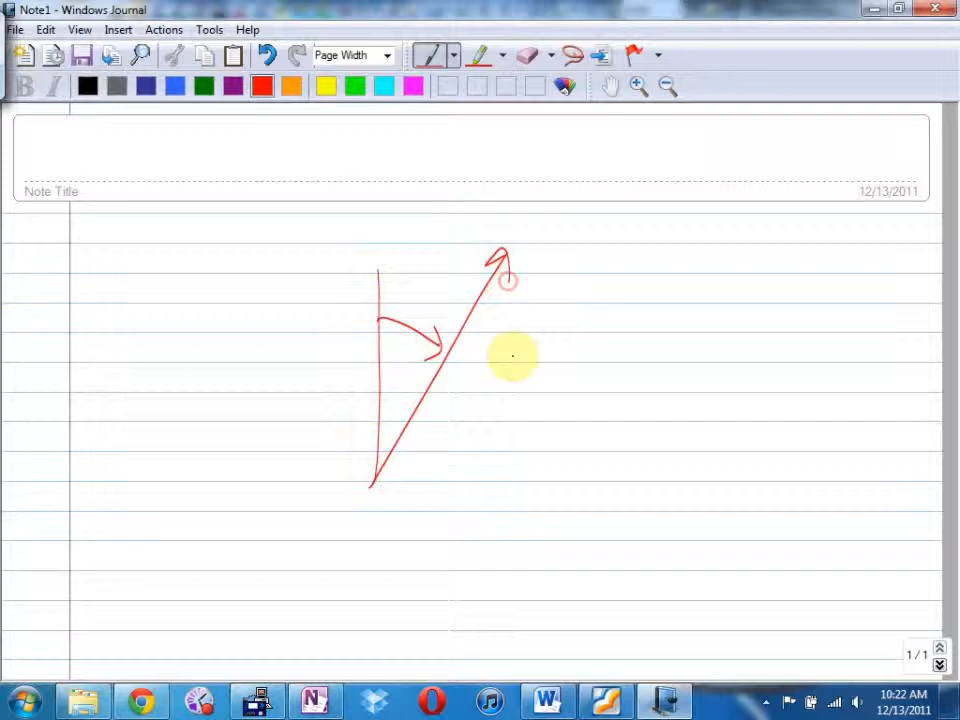 Note1 - Windows Journal
File Edit View Insert Actions Tools Help
Page Width
B I
Note Title
12/13/2011
1/1
N
W
10:22 AM
12/13/2011